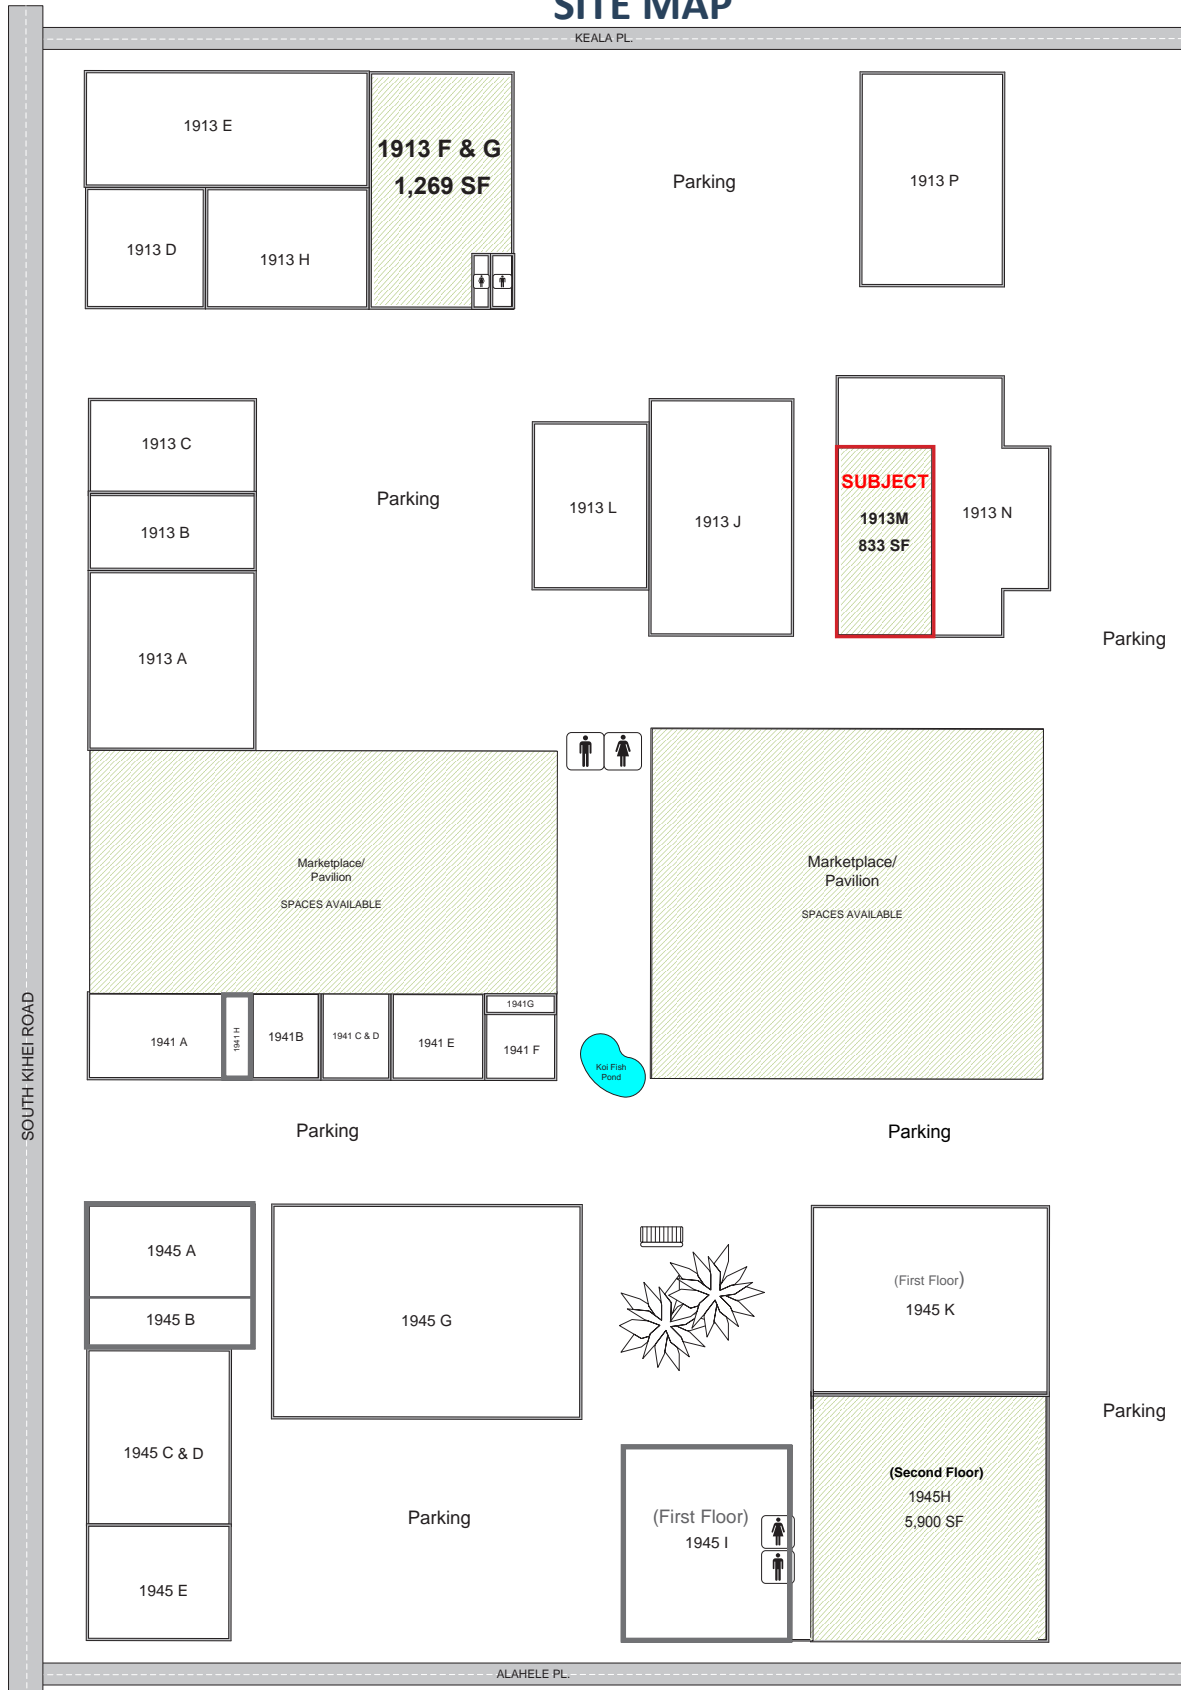 SITE MAP
KEALA PL.
1913 E
1913 F & G
1,269 SF
Parking
1913 P
1913 D
1913 H
1913 C
1913 B
1913 A
Parking
1913 L
1913 J
SUBJECT
1913M
833 SF
1913 N
Parking
Marketplace/
Pavilion
SPACES AVAILABLE
Marketplace/
Pavilion
SPACES AVAILABLE
SOUTH KIHEI ROAD
1941 A
1941 H
1941B
1941 C & D
1941 E
1941G
1941 F
Koi Fish
Pond
Parking
Parking
1945 A
1945 B
1945 G
(First Floor)
1945 K
1945 C & D
Parking
(First Floor)
1945 I
(Second Floor)
1945H
5,900 SF
Parking
1945 E
ALAHELE PL.